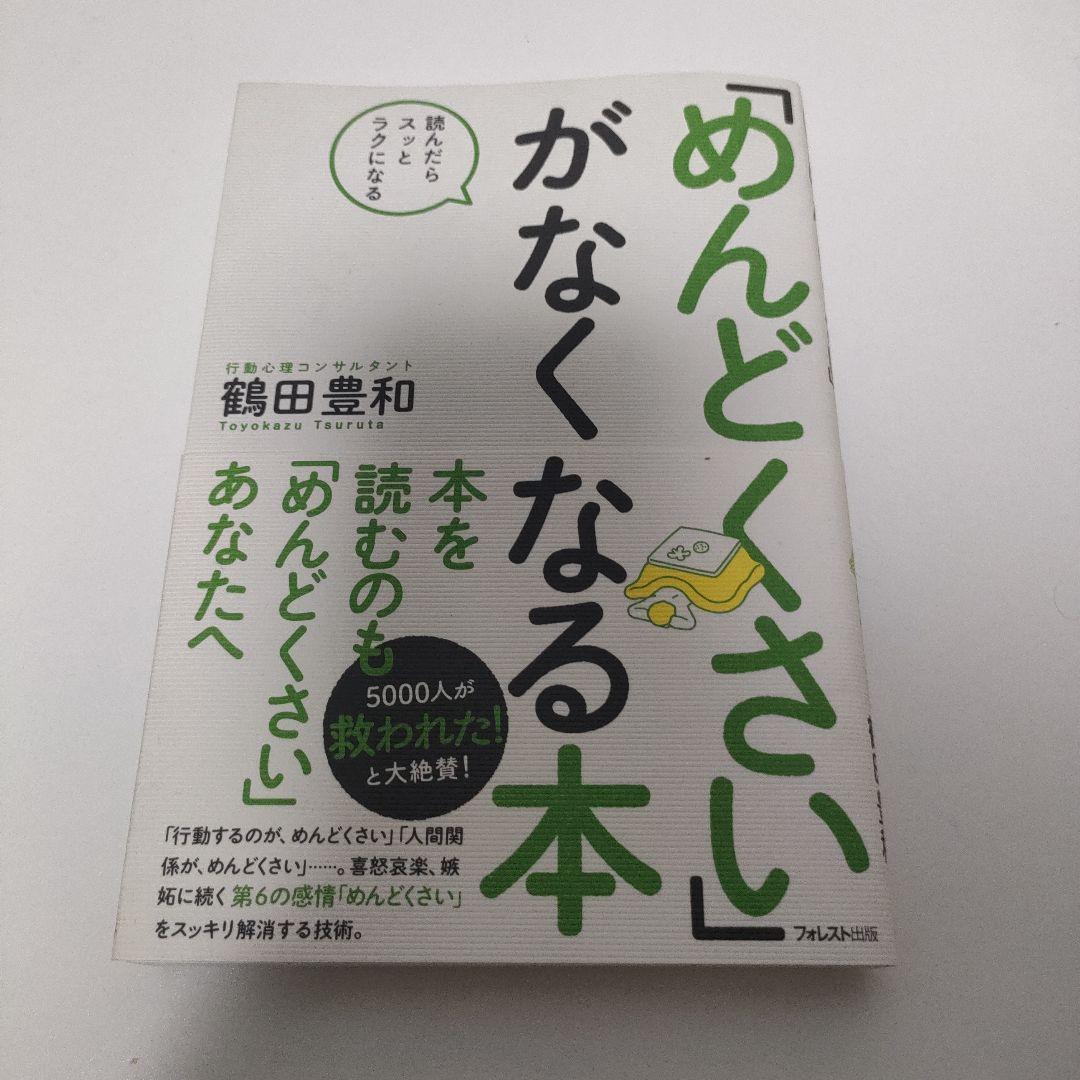 「めんどくさい」
がなくなる本
読んだら
スッと
ラクになる
行動心理コンサルタント
鶴田豊和
Toyokazu Tsuruta
本を
読むのも
「めんどくさい」
あなたへ
5000人が
救われた!
と大絶賛!
「行動するのが、めんどくさい」「人間関
係が、めんどくさい」……。喜怒哀楽、嫉
妬に続く第6の感情「めんどくさい」
をスッキリ解消する技術。
フォレスト出版